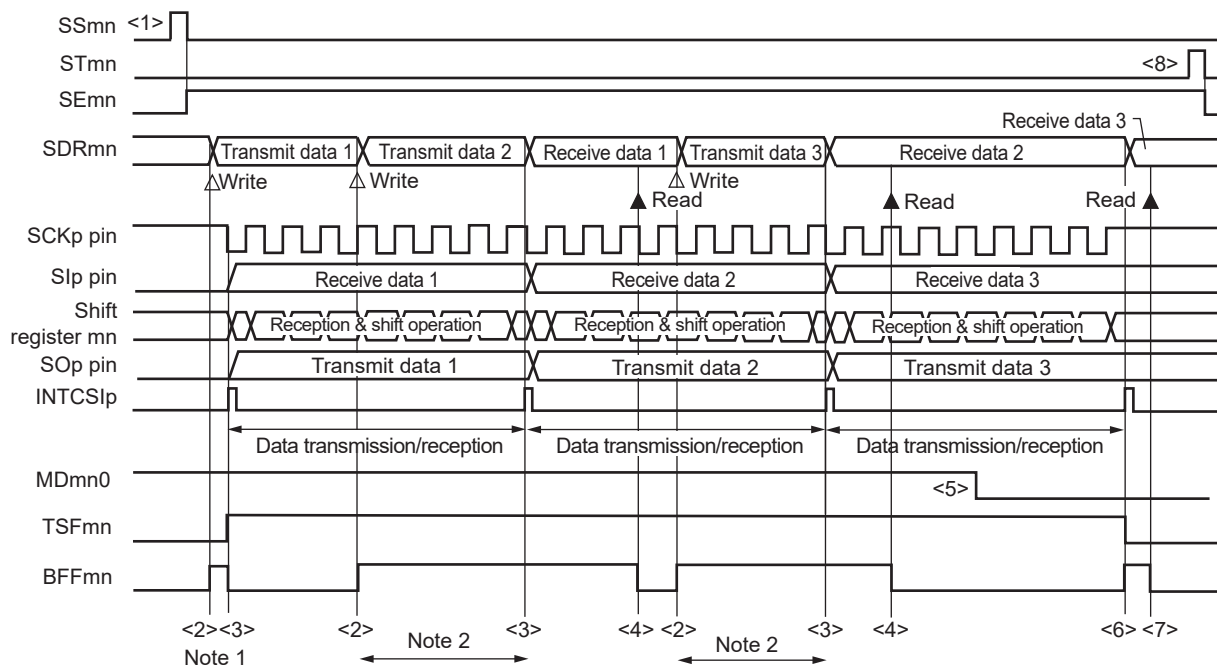 SSmn <1>
STmn <8>
SEmn
Receive data 3
SDRmn Transmit data 1 Transmit data 2 Receive data 1 Transmit data 3 Receive data 2
Write Write Write
Read Read Read
SCKp pin
SIp pin Receive data 1 Receive data 2 Receive data 3
Shift
register mn Reception & shift operation Reception & shift operation Reception & shift operation
SOp pin Transmit data 1 Transmit data 2 Transmit data 3
INTCSIp
Data transmission/reception Data transmission/reception Data transmission/reception
MDmn0 <5>
TSFmn
BFFmn
<2> <3> <2> <3> <4> <2> <3> <4> <6> <7>
Note 1 Note 2 Note 2